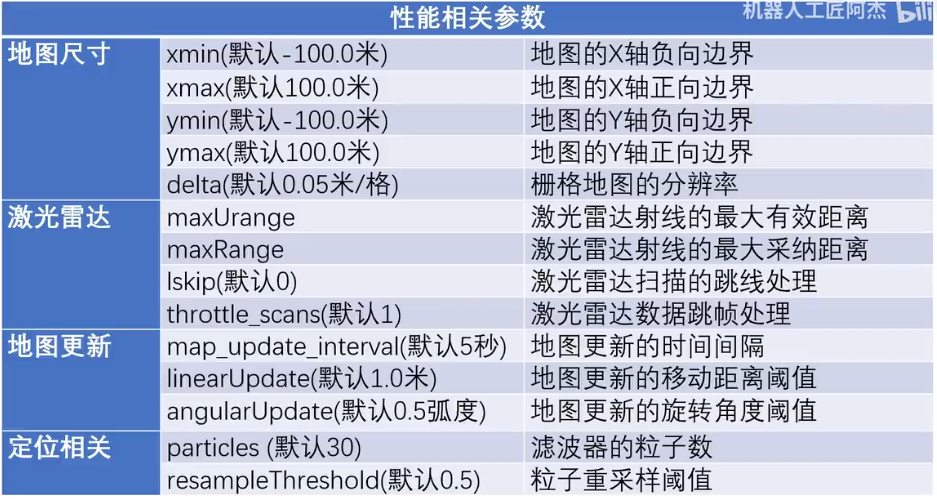 机器人工匠阿杰 bili
性能相关参数
地图尺寸 xmin(默认-100.0米) 地图的X轴负向边界
xmax(默认100.0米) 地图的X轴正向边界
ymin(默认-100.0米) 地图的Y轴负向边界
ymax(默认100.0米) 地图的Y轴正向边界
delta(默认0.05米/格) 栅格地图的分辨率
激光雷达 maxUrange 激光雷达射线的最大有效距离
maxRange 激光雷达射线的最大采纳距离
lskip(默认0) 激光雷达扫描的跳线处理
throttle_scans(默认1) 激光雷达数据跳帧处理
地图更新 map_update_interval(默认5秒) 地图更新的时间间隔
linearUpdate(默认1.0米) 地图更新的移动距离阈值
angularUpdate(默认0.5弧度) 地图更新的旋转角度阈值
定位相关 particles (默认30) 滤波器的粒子数
resampleThreshold(默认0.5) 粒子重采样阈值